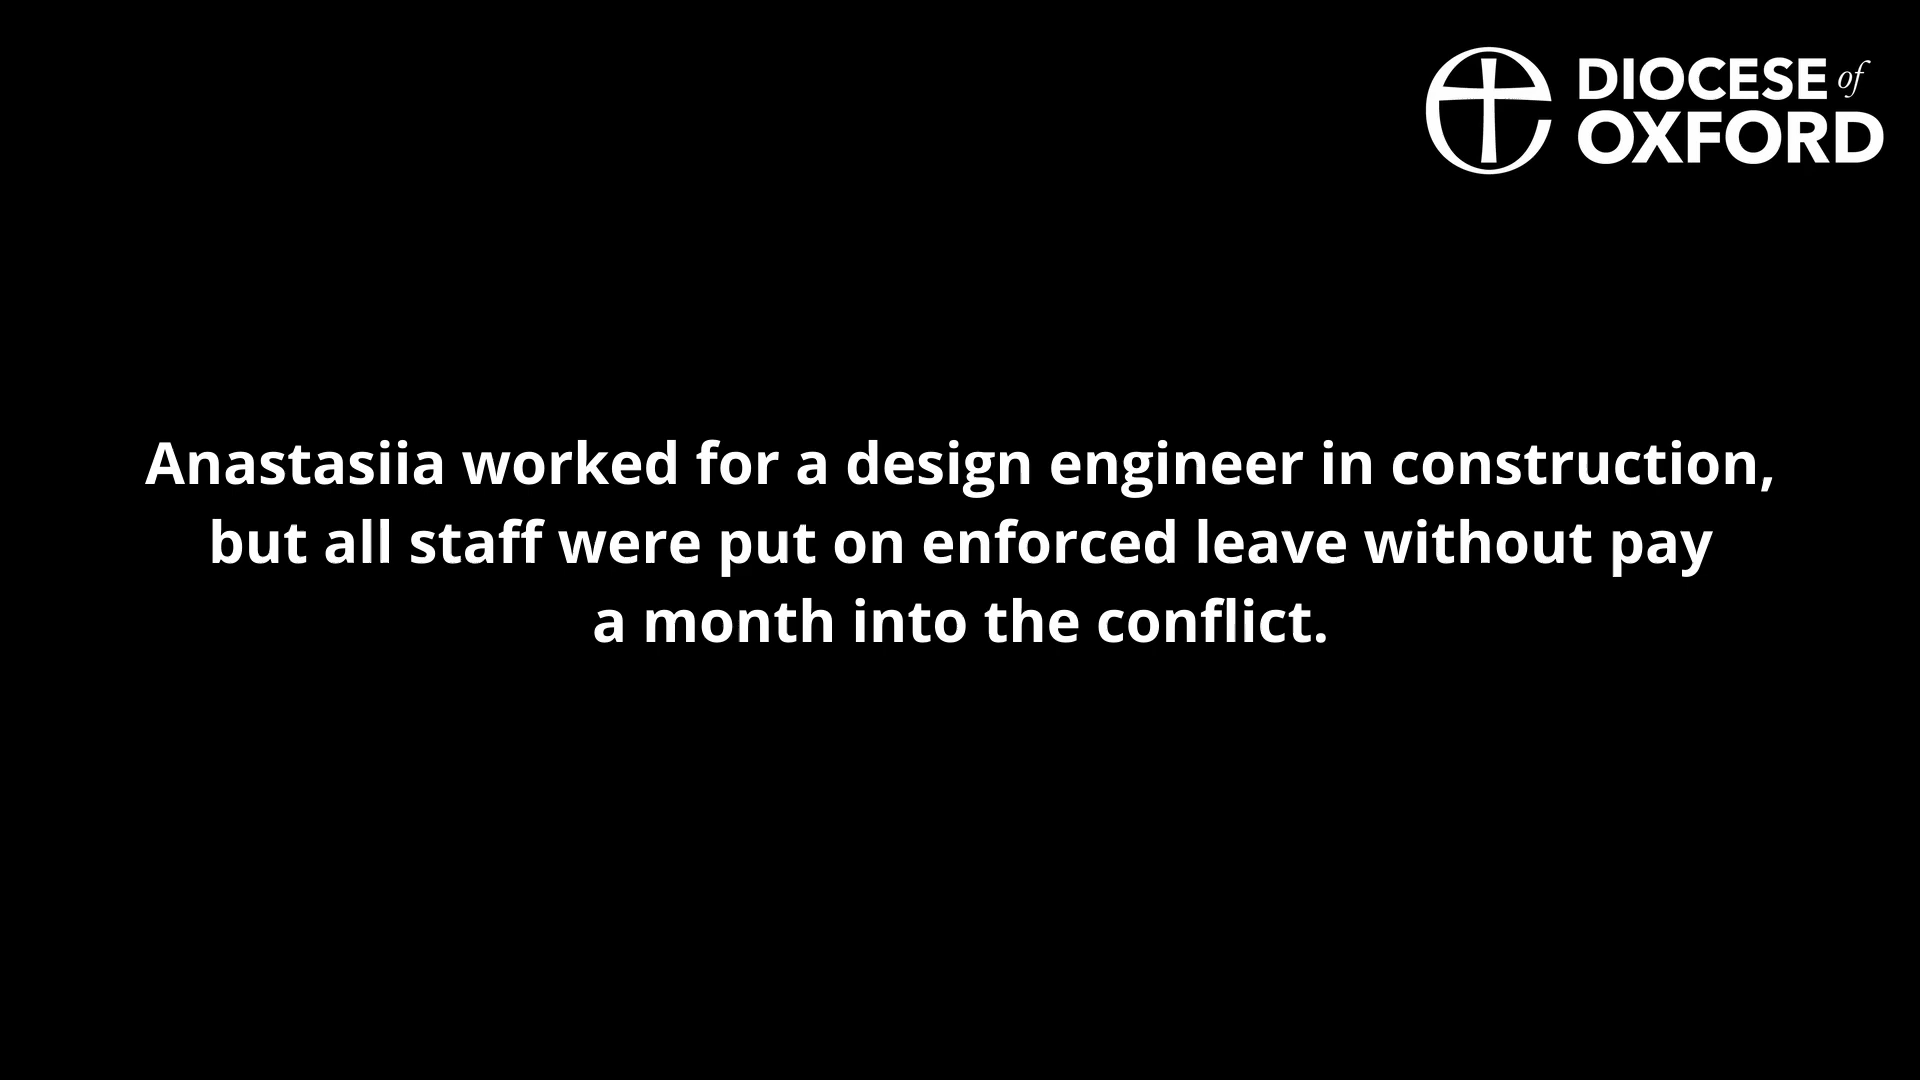 DIOCESE of
OXFORD
Anastasiia worked for a design engineer in construction,
but all staff were put on enforced leave without pay
a month into the conflict.